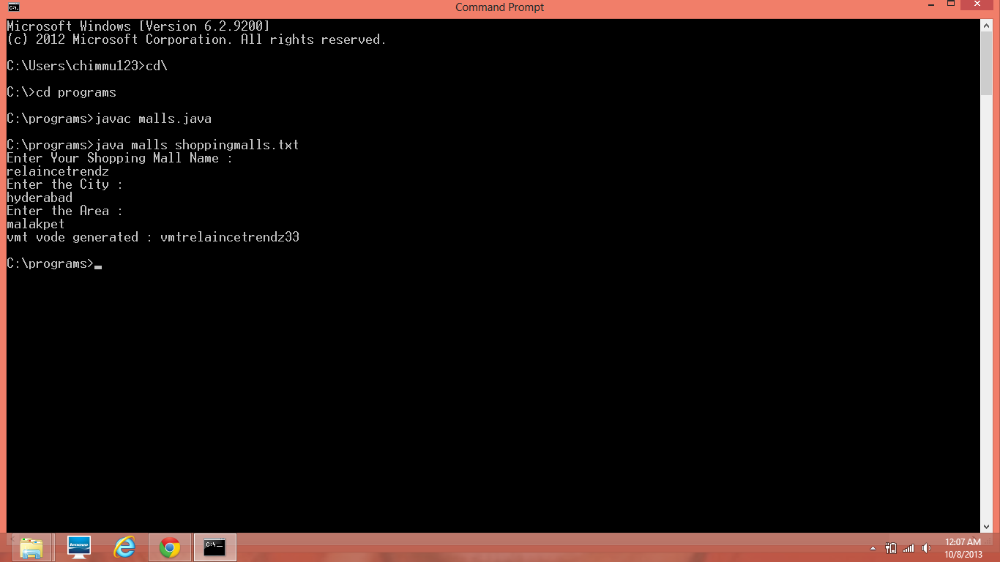 Command Prompt
Microsoft Windows [Version 6.2.9200]
(c) 2012 Microsoft Corporation. All rights reserved.
C:\Users\chimmu123>cd\
C:\>cd programs
C:\programs>javac malls.java
C:\programs>java malls shoppingmalls.txt
Enter Your Shopping Mall Name :
relaincetrendz
Enter the City :
hyderabad
Enter the Area :
malakpet
vmt vode generated : vmtrelaincetrendz33
C:\programs>
lenovo
12:07 AM
10/8/2013